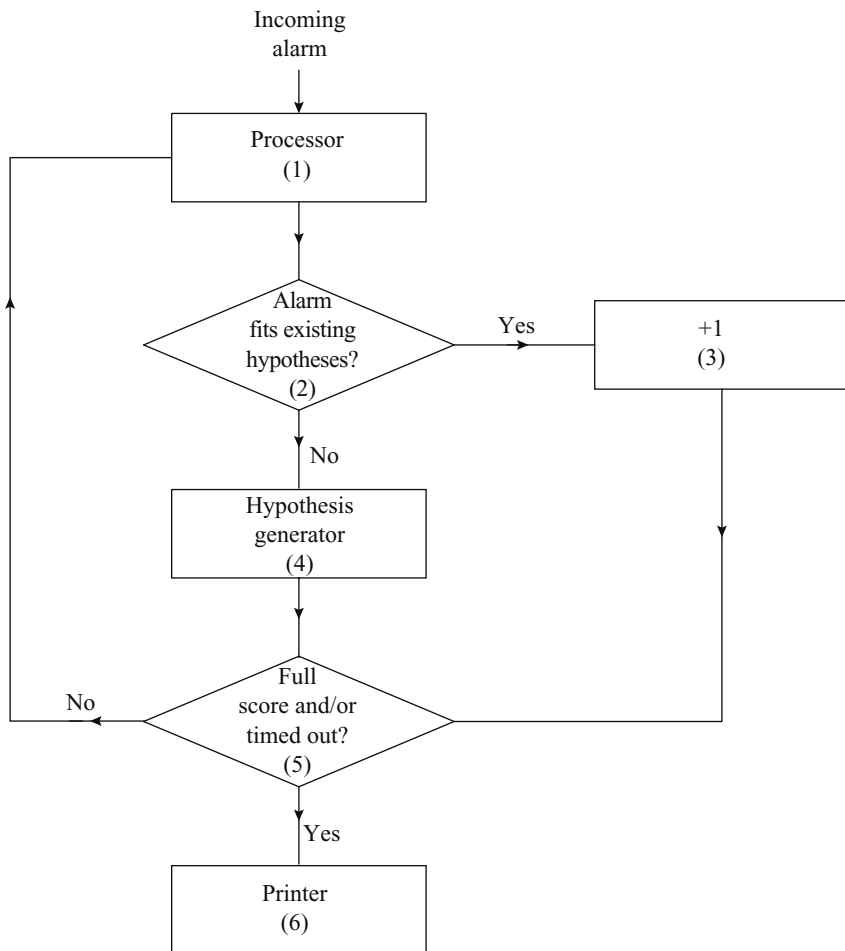 Incoming
alarm
Processor
(1)
Alarm
fits existing
hypotheses?
(2)
Yes
+1
(3)
No
Hypothesis
generator
(4)
Full
score and/or
timed out?
(5)
No
Yes
Printer
(6)